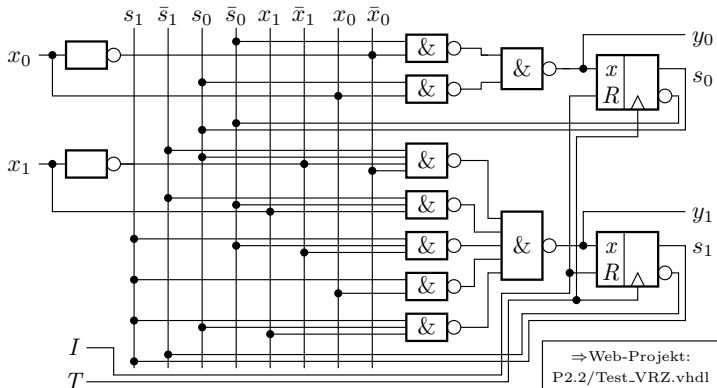 s₁ s̄₁ s₀ s̄₀ x₁ x̄₁ x₀ x̄₀
x₀
& & y₀
& x R s₀
x₁
&
& y₁
& & x R s₁
&
&
I
T
⇒Web-Projekt:
P2.2/Test_VRZ.vhdl